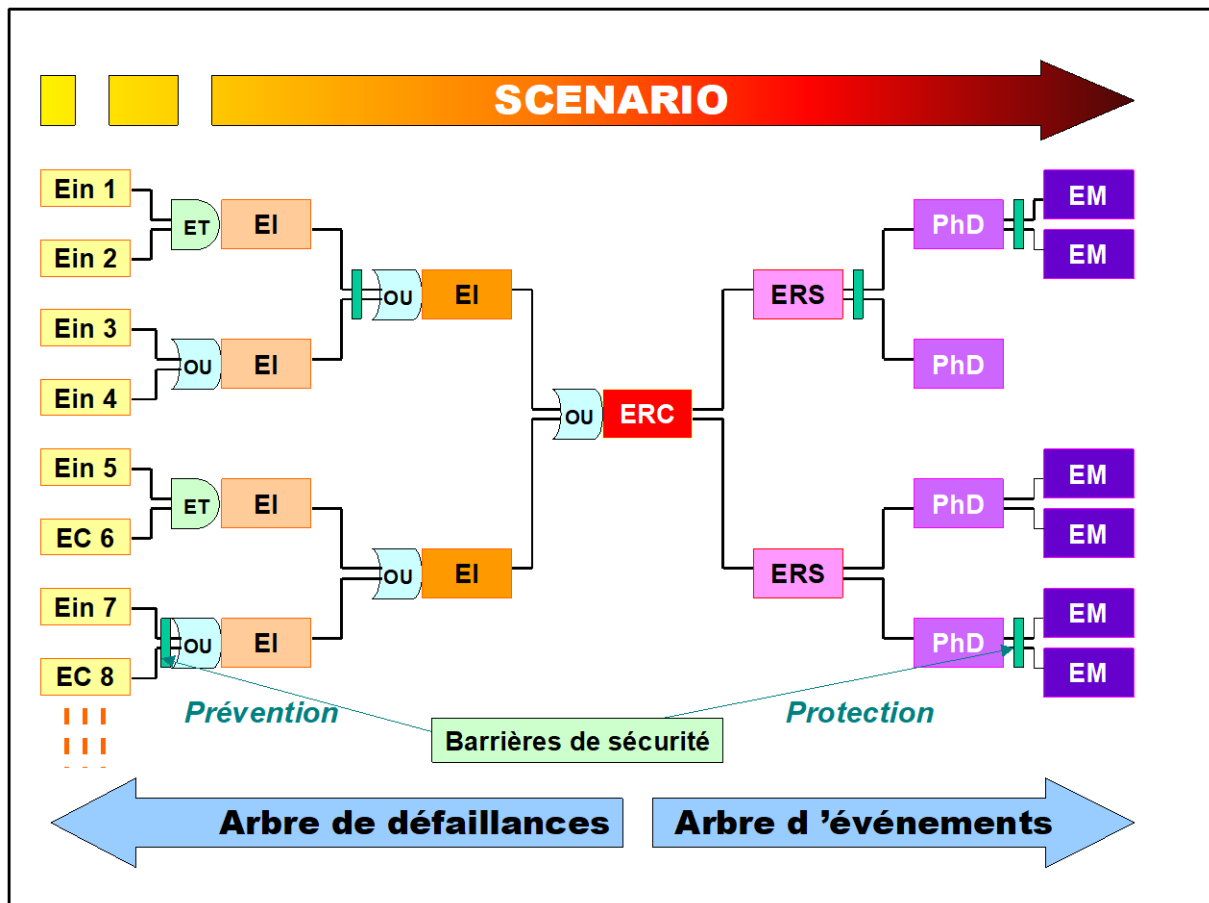 SCENARIO
Ein 1
Ein 2
ET
EI
Ein 3
Ein 4
OU
EI
OU
EI
Ein 5
EC 6
ET
EI
Ein 7
EC 8
OU
EI
OU
EI
OU
ERC
ERS
PhD
EM
EM
PhD
ERS
PhD
EM
EM
PhD
EM
EM
Prévention
Protection
Barrières de sécurité
Arbre de défaillances
Arbre d ’événements